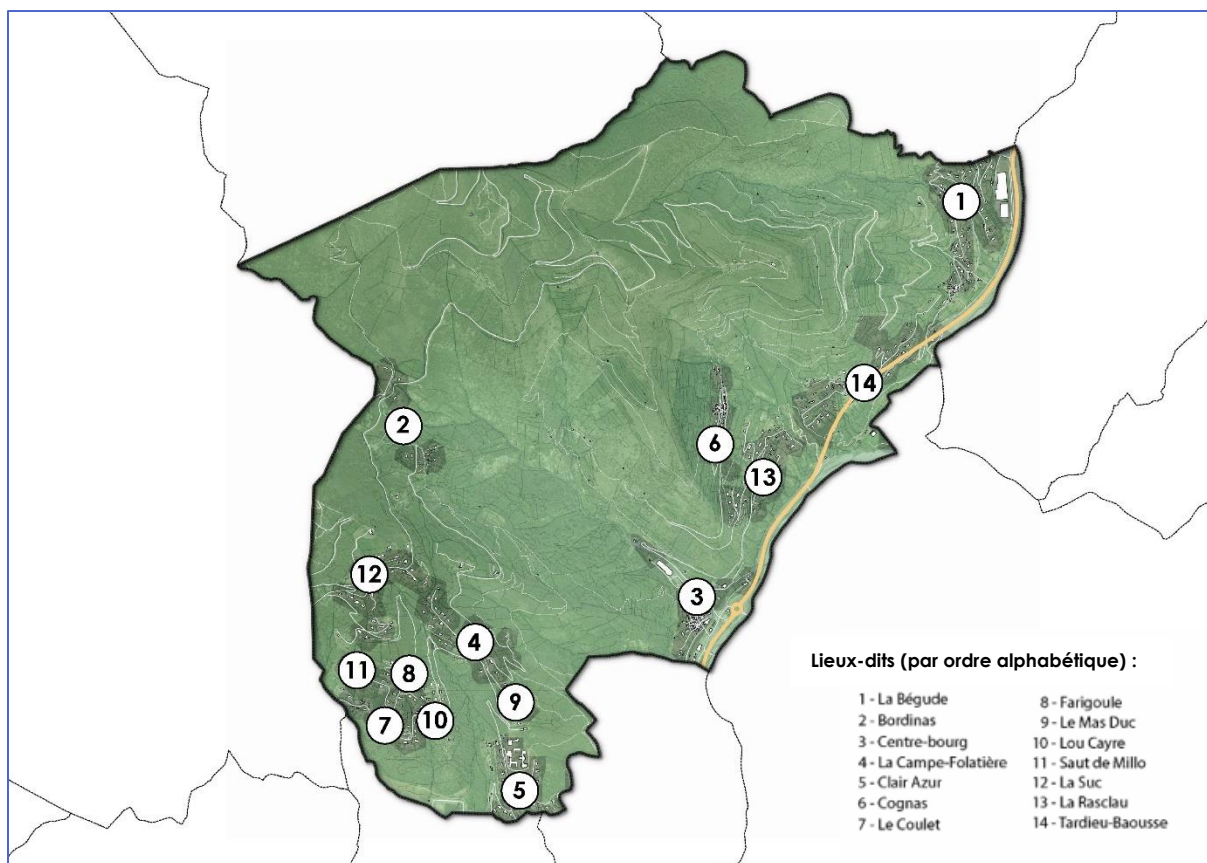 1
14
2
6
13
12
3
4
11
8
9
7
10
5
Lieux-dits (par ordre alphabétique) :
1 - La Bégude
2 - Bordinas
3 - Centre-bourg
4 - La Campe-Folatière
5 - Clair Azur
6 - Cognas
7 - Le Coulet
8 - Farigoule
9 - Le Mas Duc
10 - Lou Cayre
11 - Saut de Millo
12 - La Suc
13 - La Rasclau
14 - Tardieu-Baousse